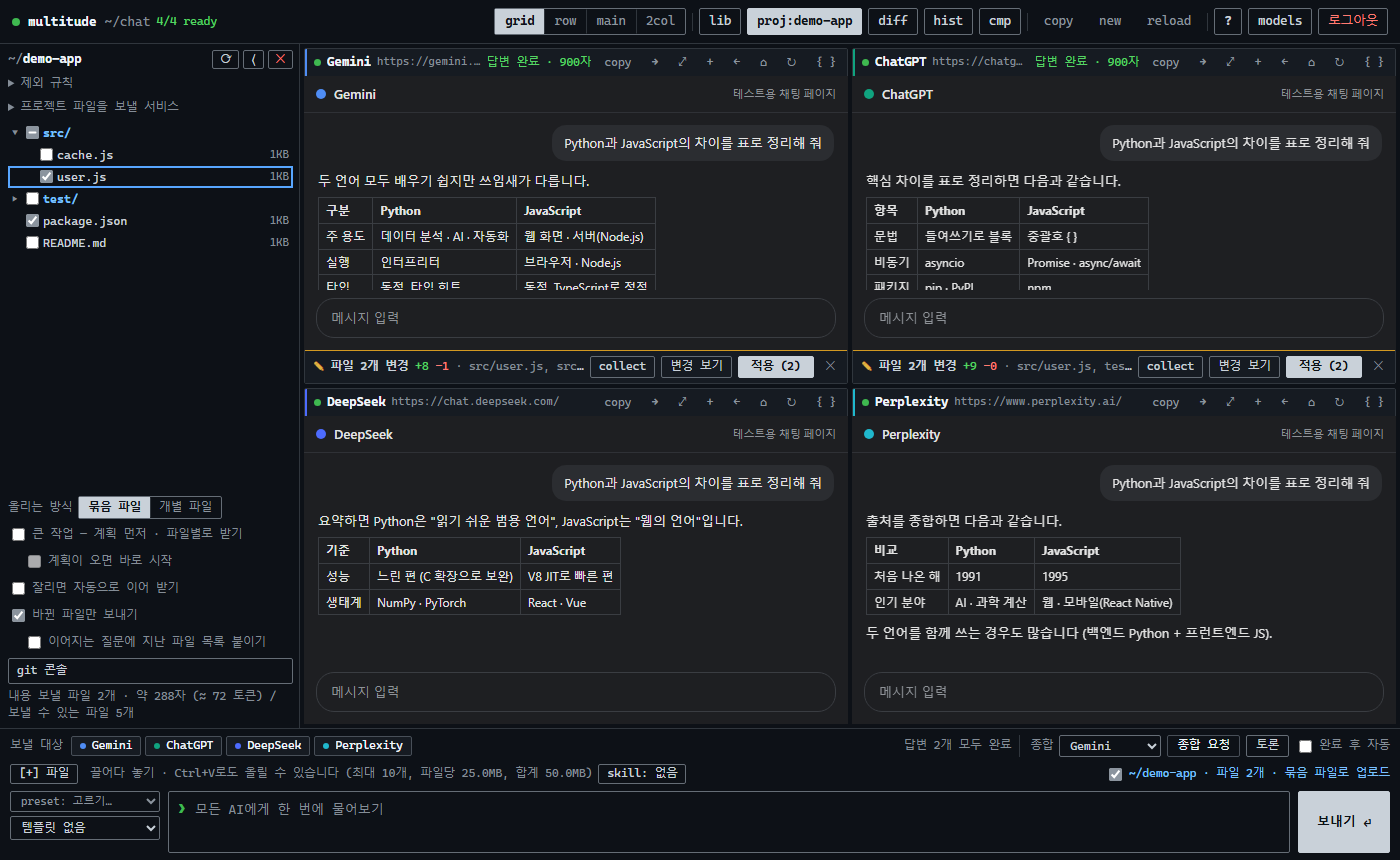 multitude ~/chat 4/4 ready
grid row main 2col lib proj:demo-app diff hist cmp copy new reload ? models 로그아웃
~/demo-app
제외 규칙
프로젝트 파일을 보낼 서비스
src/
cache.js 1KB
user.js 1KB
test/
package.json 1KB
README.md 1KB
올리는 방식 묶음 파일 개별 파일
큰 작업 — 계획 먼저 · 파일별로 받기
계획이 오면 바로 시작
잘리면 자동으로 이어 받기
바뀐 파일만 보내기
이어지는 질문에 지난 파일 목록 붙이기
git 콘솔
내용 보낼 파일 2개 · 약 288자 (≈ 72 토큰) /
보낼 수 있는 파일 5개
Gemini https://gemini.… 답변 완료 · 900자 copy
Gemini 테스트용 채팅 페이지
Python과 JavaScript의 차이를 표로 정리해 줘
두 언어 모두 배우기 쉽지만 쓰임새가 다릅니다.
구분 Python JavaScript
주 용도 데이터 분석 · AI · 자동화 웹 화면 · 서버(Node.js)
실행 인터프리터 브라우저 · Node.js
타입 동적, 타입 힌트 동적, TypeScript로 정적
메시지 입력
파일 2개 변경 +8 −1 · src/user.js, src… collect 변경 보기 적용 (2)
ChatGPT https://chatg… 답변 완료 · 900자 copy
ChatGPT 테스트용 채팅 페이지
Python과 JavaScript의 차이를 표로 정리해 줘
핵심 차이를 표로 정리하면 다음과 같습니다.
항목 Python JavaScript
문법 들여쓰기로 블록 중괄호 { }
비동기 asyncio Promise · async/await
패키지 pip · PyPI npm
메시지 입력
파일 2개 변경 +9 −0 · src/user.js, tes… collect 변경 보기 적용 (2)
DeepSeek https://chat.deepseek.com/ copy
DeepSeek 테스트용 채팅 페이지
Python과 JavaScript의 차이를 표로 정리해 줘
요약하면 Python은 "읽기 쉬운 범용 언어", JavaScript는 "웹의 언어"입니다.
기준 Python JavaScript
성능 느린 편 (C 확장으로 보완) V8 JIT로 빠른 편
생태계 NumPy · PyTorch React · Vue
메시지 입력
Perplexity https://www.perplexity.ai/ copy
Perplexity 테스트용 채팅 페이지
Python과 JavaScript의 차이를 표로 정리해 줘
출처를 종합하면 다음과 같습니다.
비교 Python JavaScript
처음 나온 해 1991 1995
인기 분야 AI · 과학 계산 웹 · 모바일(React Native)
두 언어를 함께 쓰는 경우도 많습니다 (백엔드 Python + 프런트엔드 JS).
메시지 입력
보낼 대상 Gemini ChatGPT DeepSeek Perplexity 답변 2개 모두 완료 종합 Gemini 종합 요청 토론 완료 후 자동
[+] 파일 끌어다 놓기 · Ctrl+V로도 올릴 수 있습니다 (최대 10개, 파일당 25.0MB, 합계 50.0MB) skill: 없음 ~/demo-app · 파일 2개 · 묶음 파일로 업로드
preset: 고르기…
템플릿 없음
❯ 모든 AI에게 한 번에 물어보기
보내기 ↵